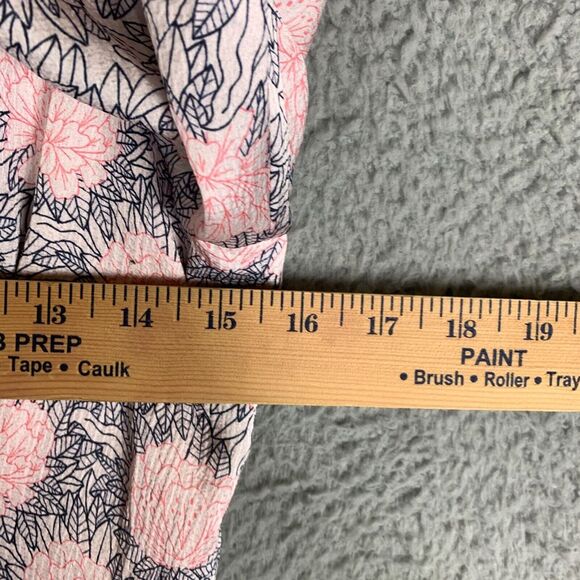 13 14 15 16 17 18 19
PREP PAINT
Tape • Caulk • Brush • Roller • Tray